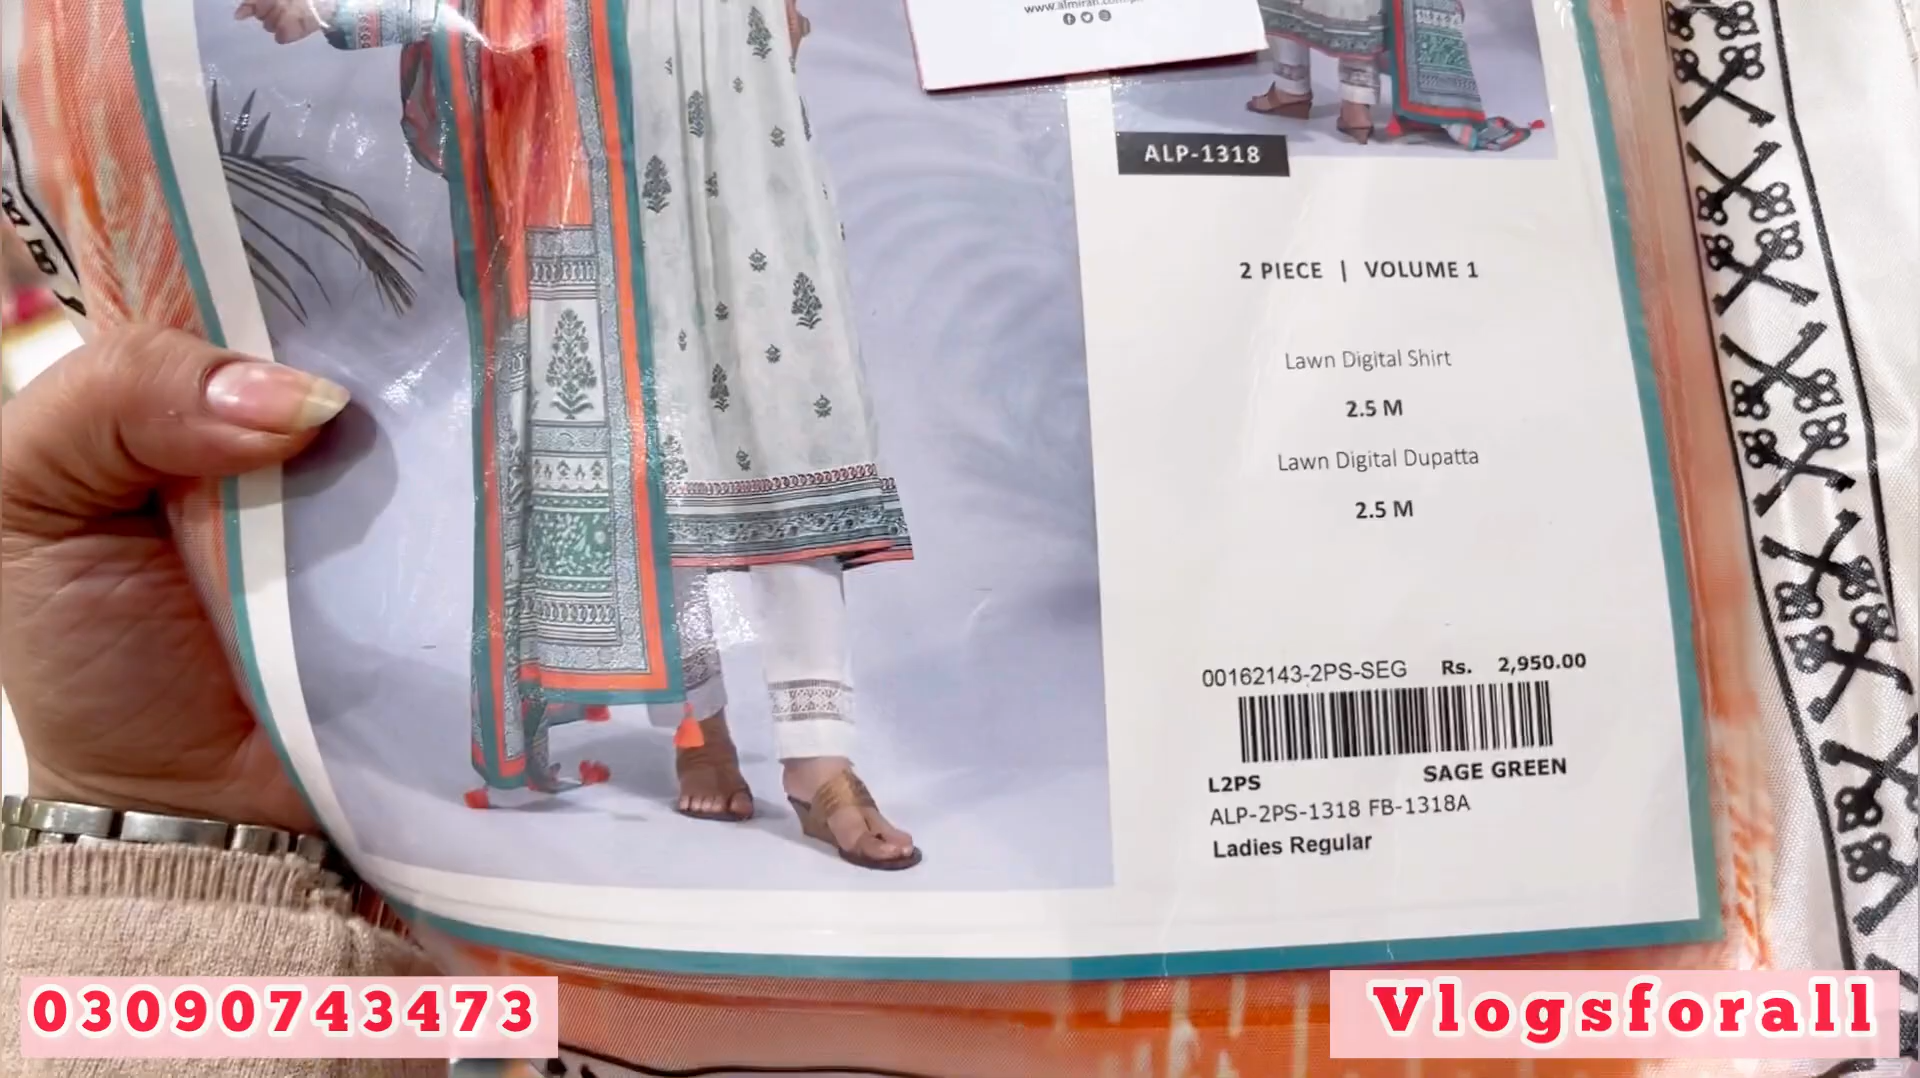 ALP-1318
2 PIECE | VOLUME 1
Lawn Digital Shirt
2.5 M
Lawn Digital Dupatta
2.5 M
00162143-2PS-SEG Rs. 2,950.00
L2PS SAGE GREEN
ALP-2PS-1318 FB-1318A
Ladies Regular
03090743473
Vlogsforall